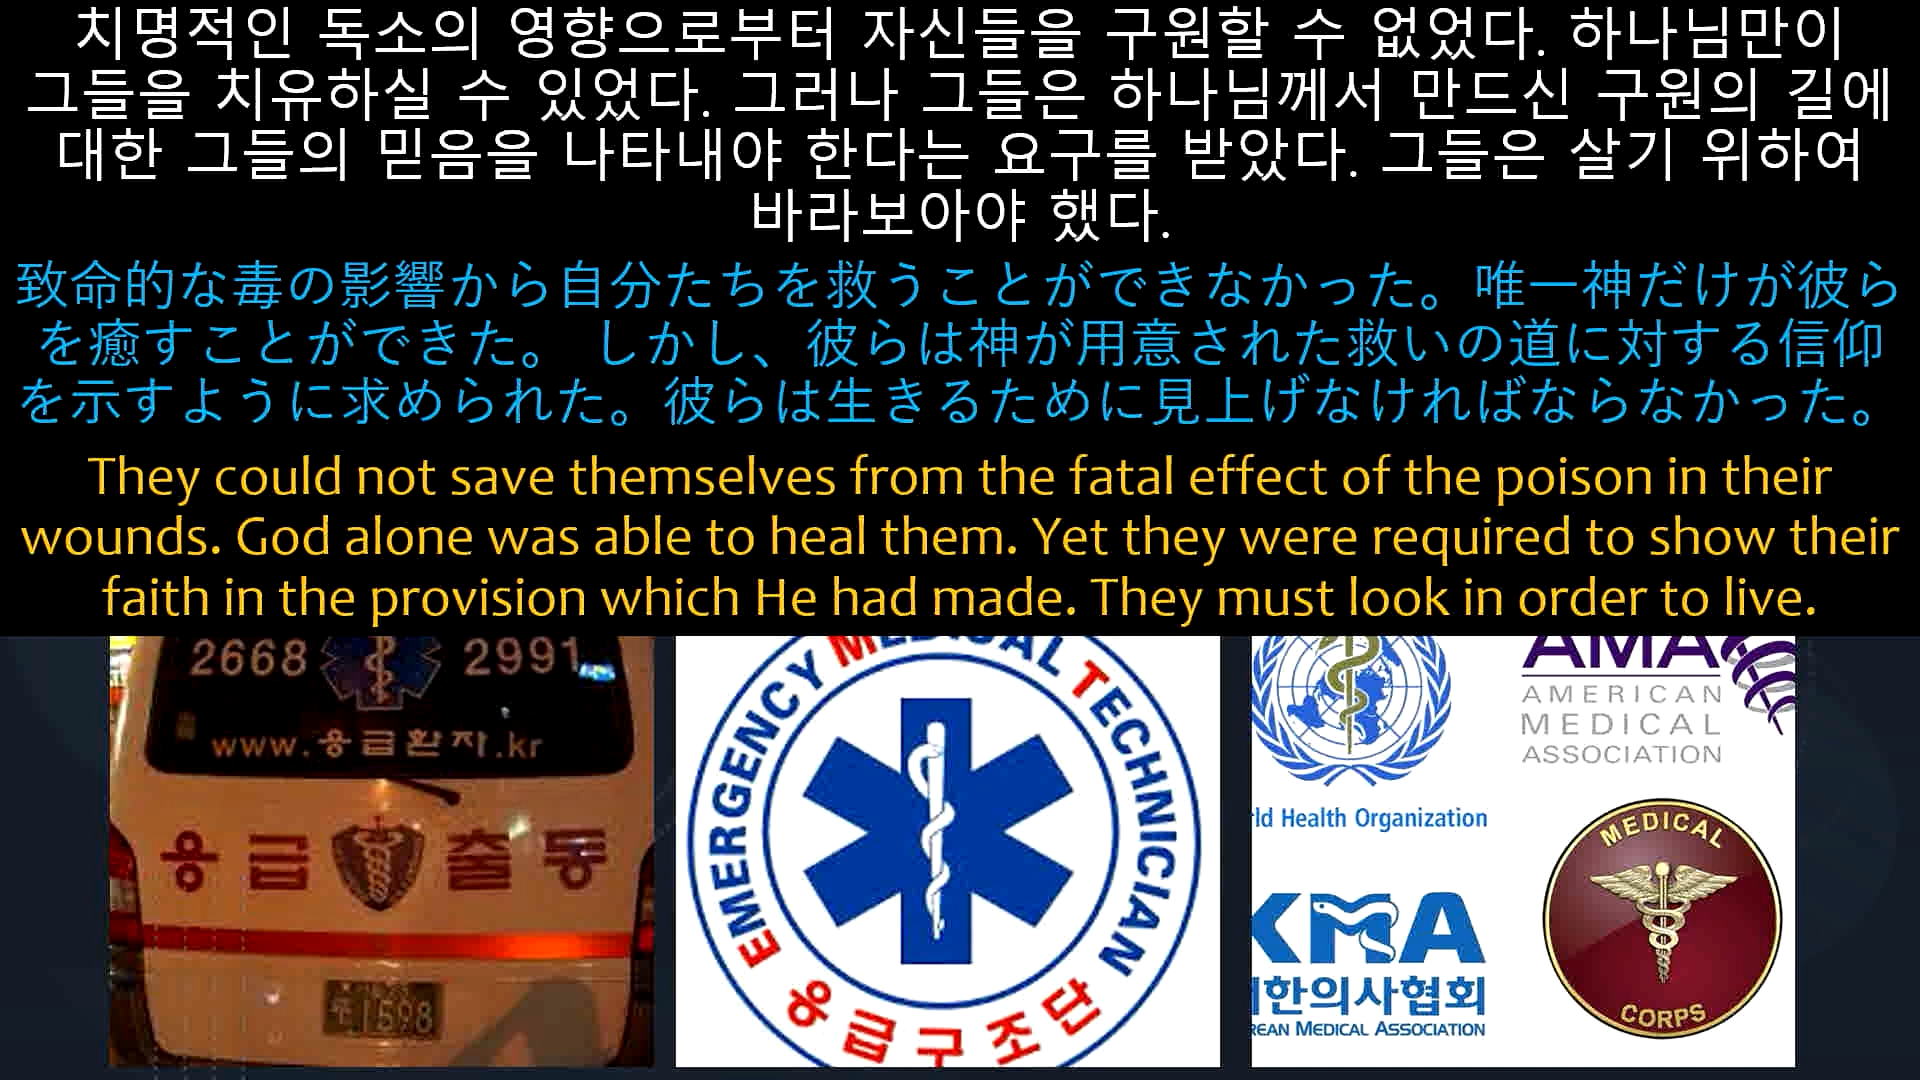 치명적인 독소의 영향으로부터 자신들을 구원할 수 없었다. 하나님만이
그들을 치유하실 수 있었다. 그러나 그들은 하나님께서 만드신 구원의 길에
대한 그들의 믿음을 나타내야 한다는 요구를 받았다. 그들은 살기 위하여
바라보아야 했다.
致命的な毒の影響から自分たちを救うことができなかった。唯一神だけが彼ら
を癒すことができた。 しかし、彼らは神が用意された救いの道に対する信仰
を示すように求められた。彼らは生きるために見上げなければならなかった。
They could not save themselves from the fatal effect of the poison in their
wounds. God alone was able to heal them. Yet they were required to show their
faith in the provision which He had made. They must look in order to live.
2668 2991
www.응급환자.kr
응급 출동
1598
EMERGENCY MEDICAL TECHNICIAN
응급구조단
ld Health Organization
AMA
AMERICAN
MEDICAL
ASSOCIATION
KMA
한의사협회
REAN MEDICAL ASSOCIATION
MEDICAL
CORPS